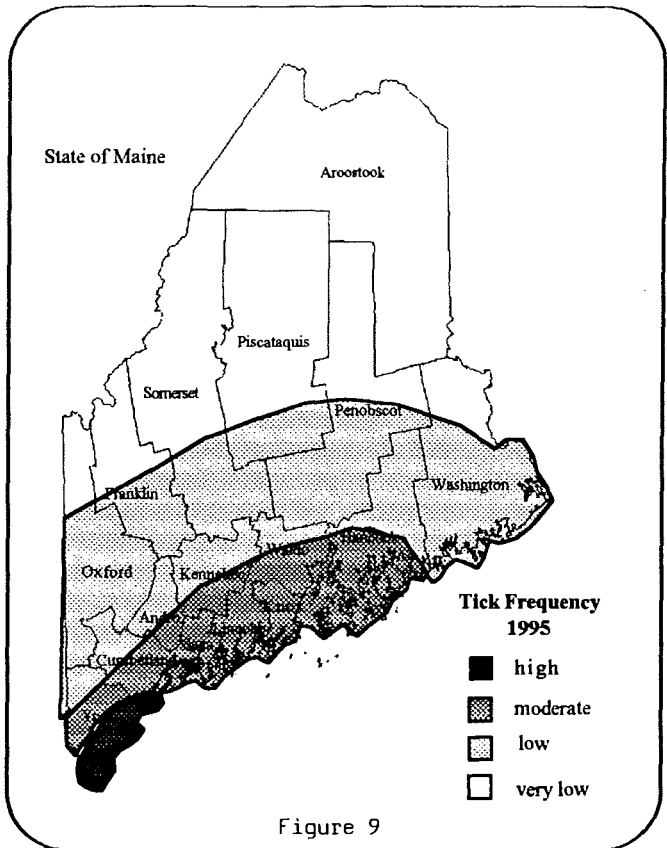 State of Maine
Aroostook
Piscataquis
Somerset
Penobscot
Franklin
Washington
Oxford
Kennebec
Cumberland
Tick Frequency
1995
high
moderate
low
very low
Figure 9